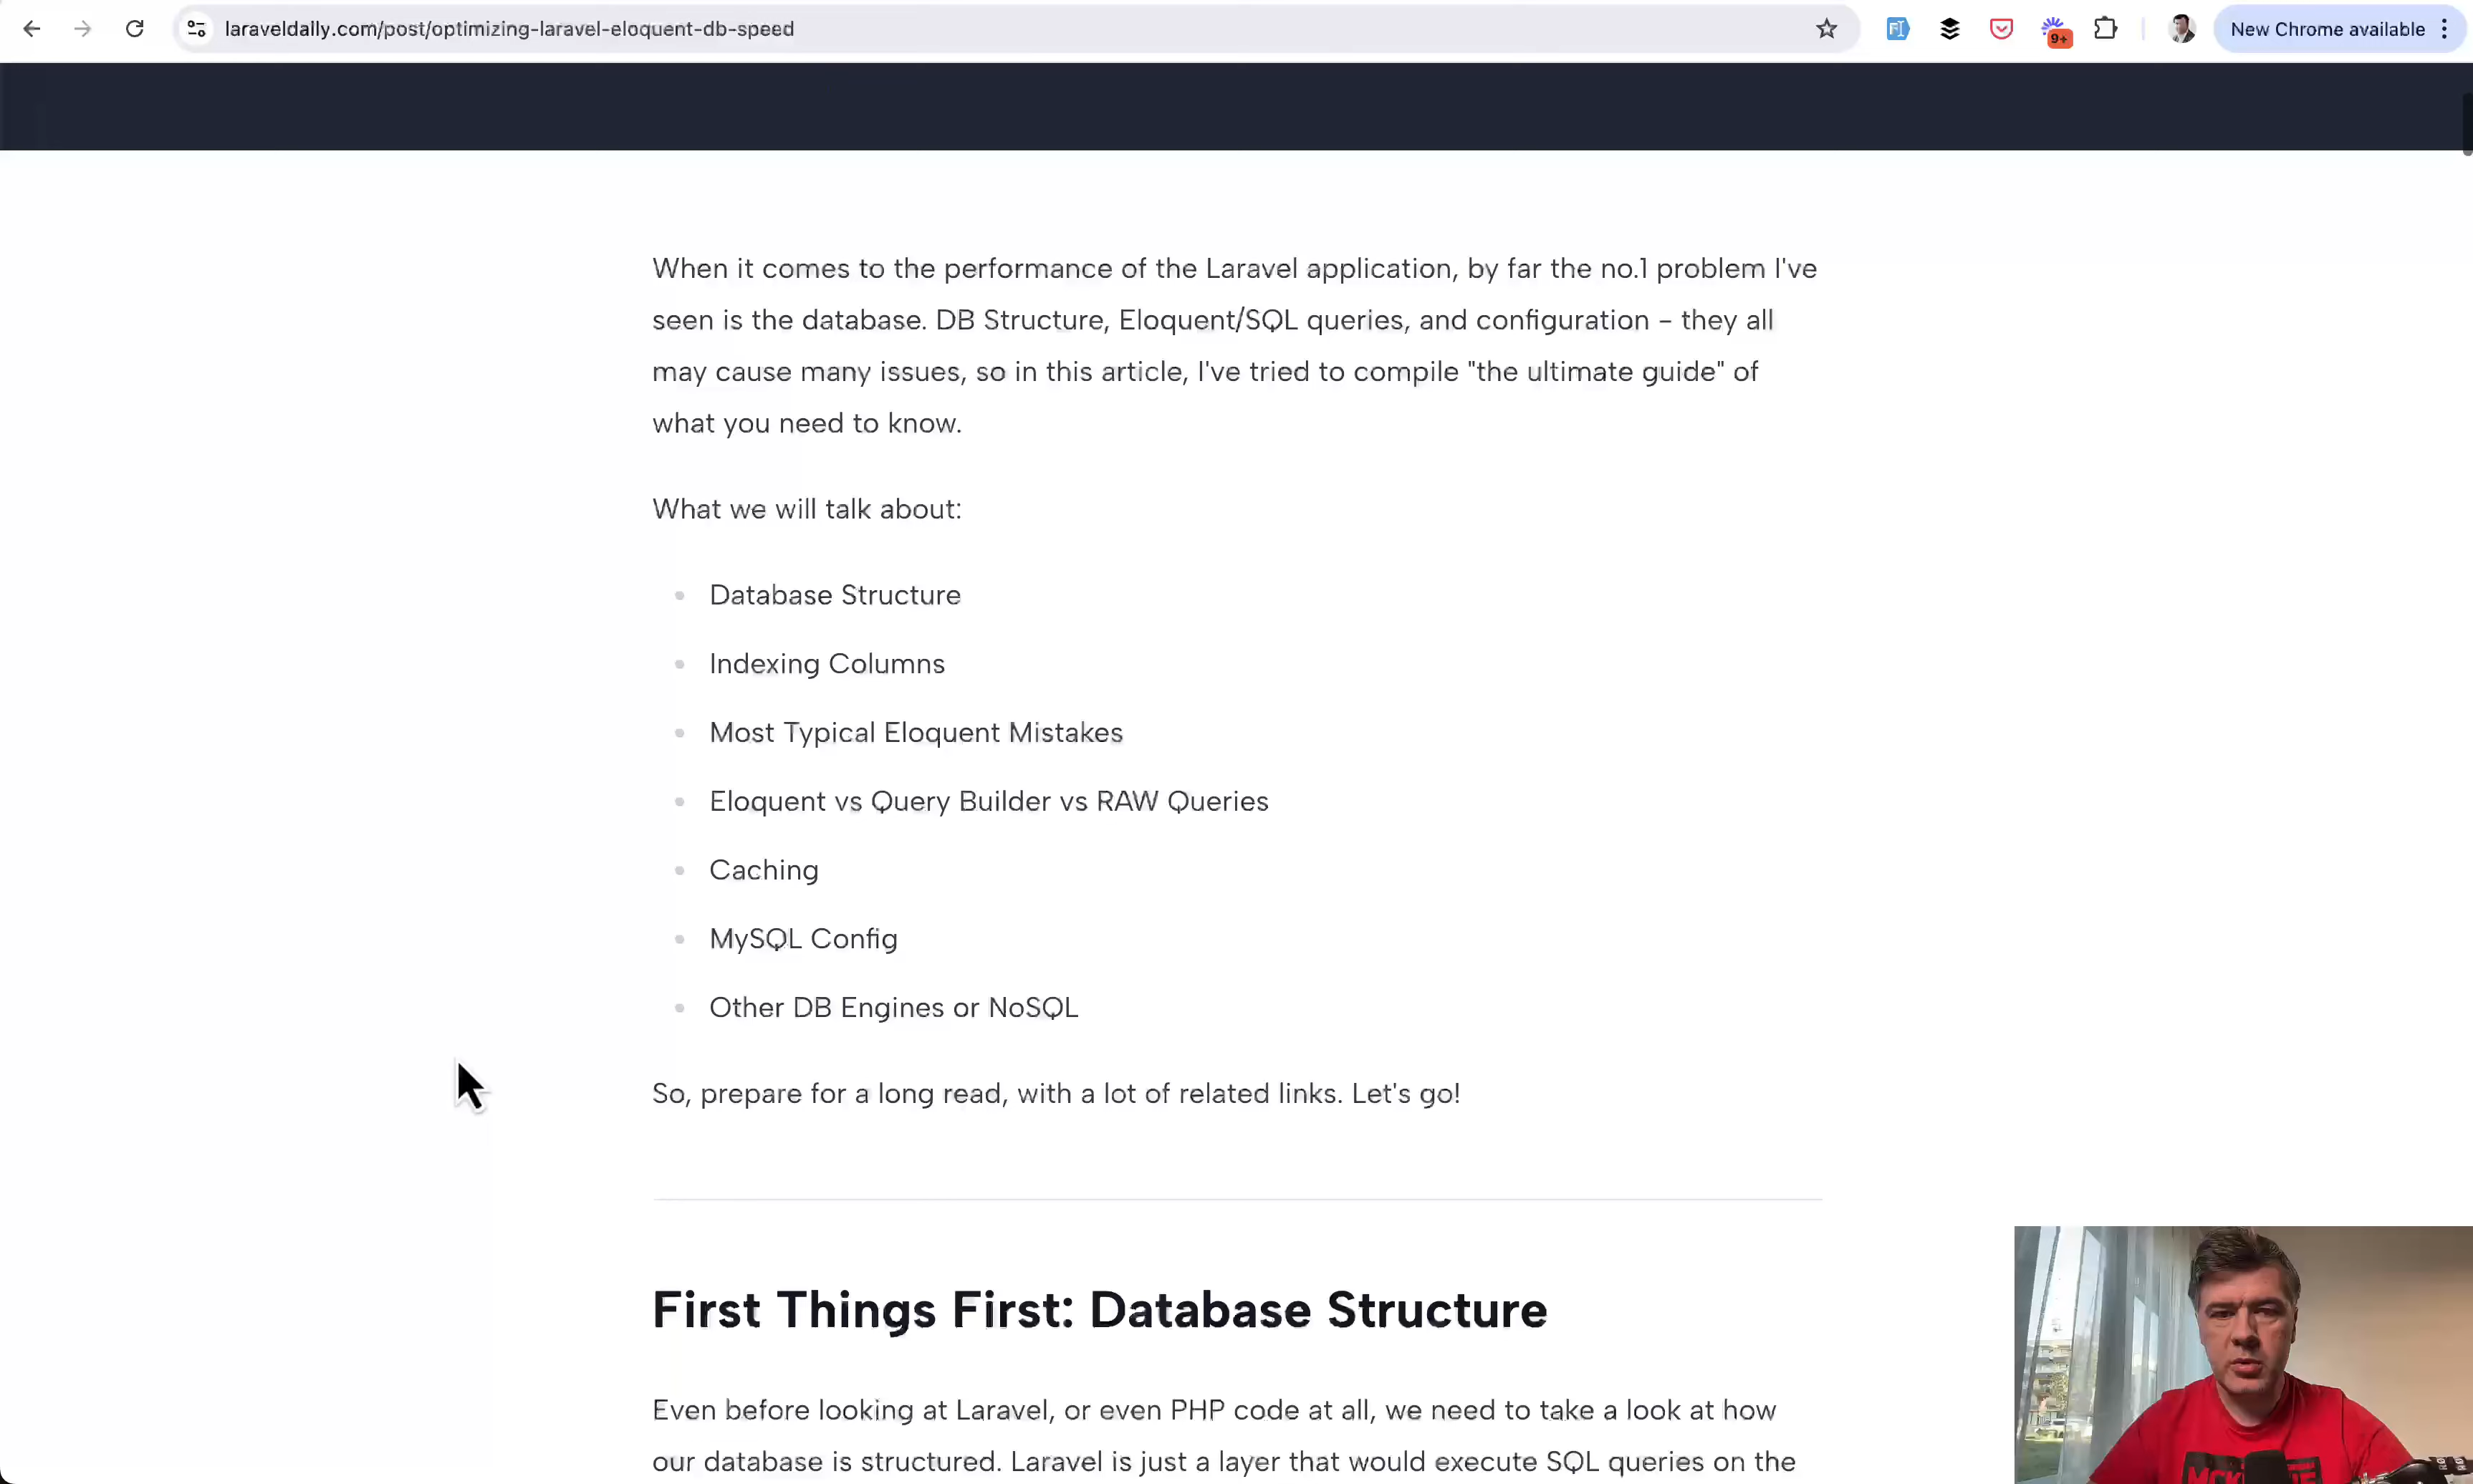 laraveldaily.com/post/optimizing-laravel-eloquent-db-speed
9+
New Chrome available
When it comes to the performance of the Laravel application, by far the no.1 problem I've
seen is the database. DB Structure, Eloquent/SQL queries, and configuration - they all
may cause many issues, so in this article, I've tried to compile "the ultimate guide" of
what you need to know.
What we will talk about:
Database Structure
Indexing Columns
Most Typical Eloquent Mistakes
Eloquent vs Query Builder vs RAW Queries
Caching
MySQL Config
Other DB Engines or NoSQL
So, prepare for a long read, with a lot of related links. Let's go!
First Things First: Database Structure
Even before looking at Laravel, or even PHP code at all, we need to take a look at how
our database is structured. Laravel is just a layer that would execute SQL queries on the